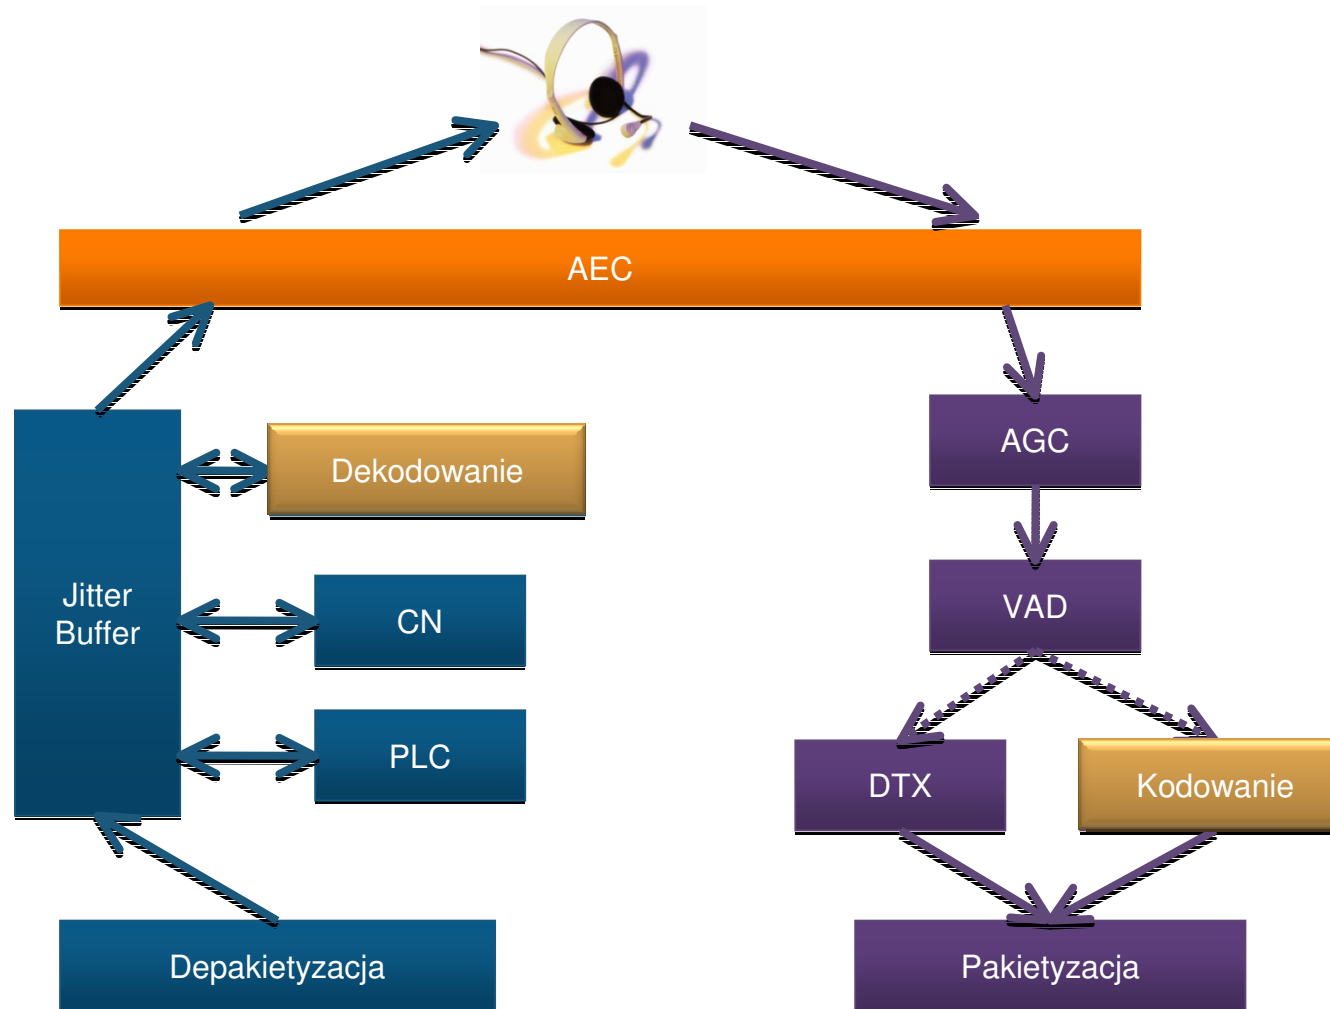 AEC
AGC
Dekodowanie
Jitter
Buffer
CN
VAD
PLC
DTX
Kodowanie
Depakietyzacja
Pakietyzacja